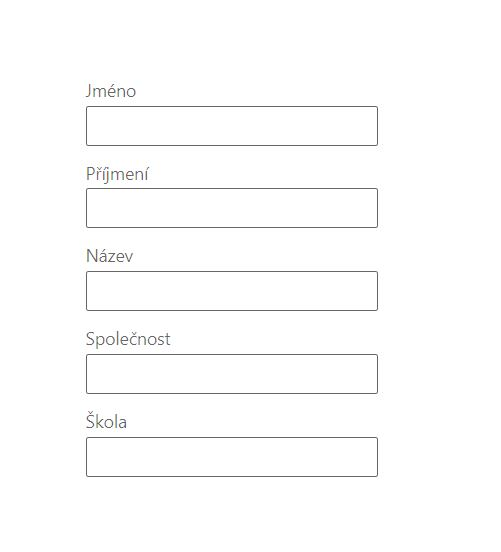 Jméno
Příjmení
Název
Společnost
Škola